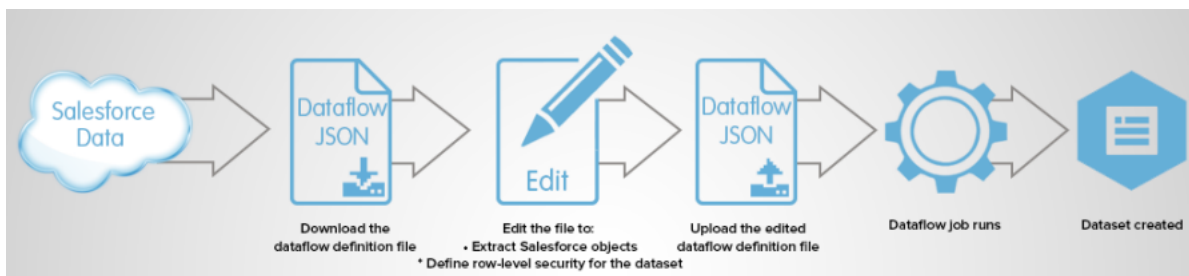 Salesforce
Data
Dataflow
JSON
Download the
dataflow definition file
Edit
Edit the file to:
• Extract Salesforce objects
* Define row-level security for the dataset
Dataflow
JSON
Upload the edited
dataflow definition file
Dataflow job runs
Dataset created